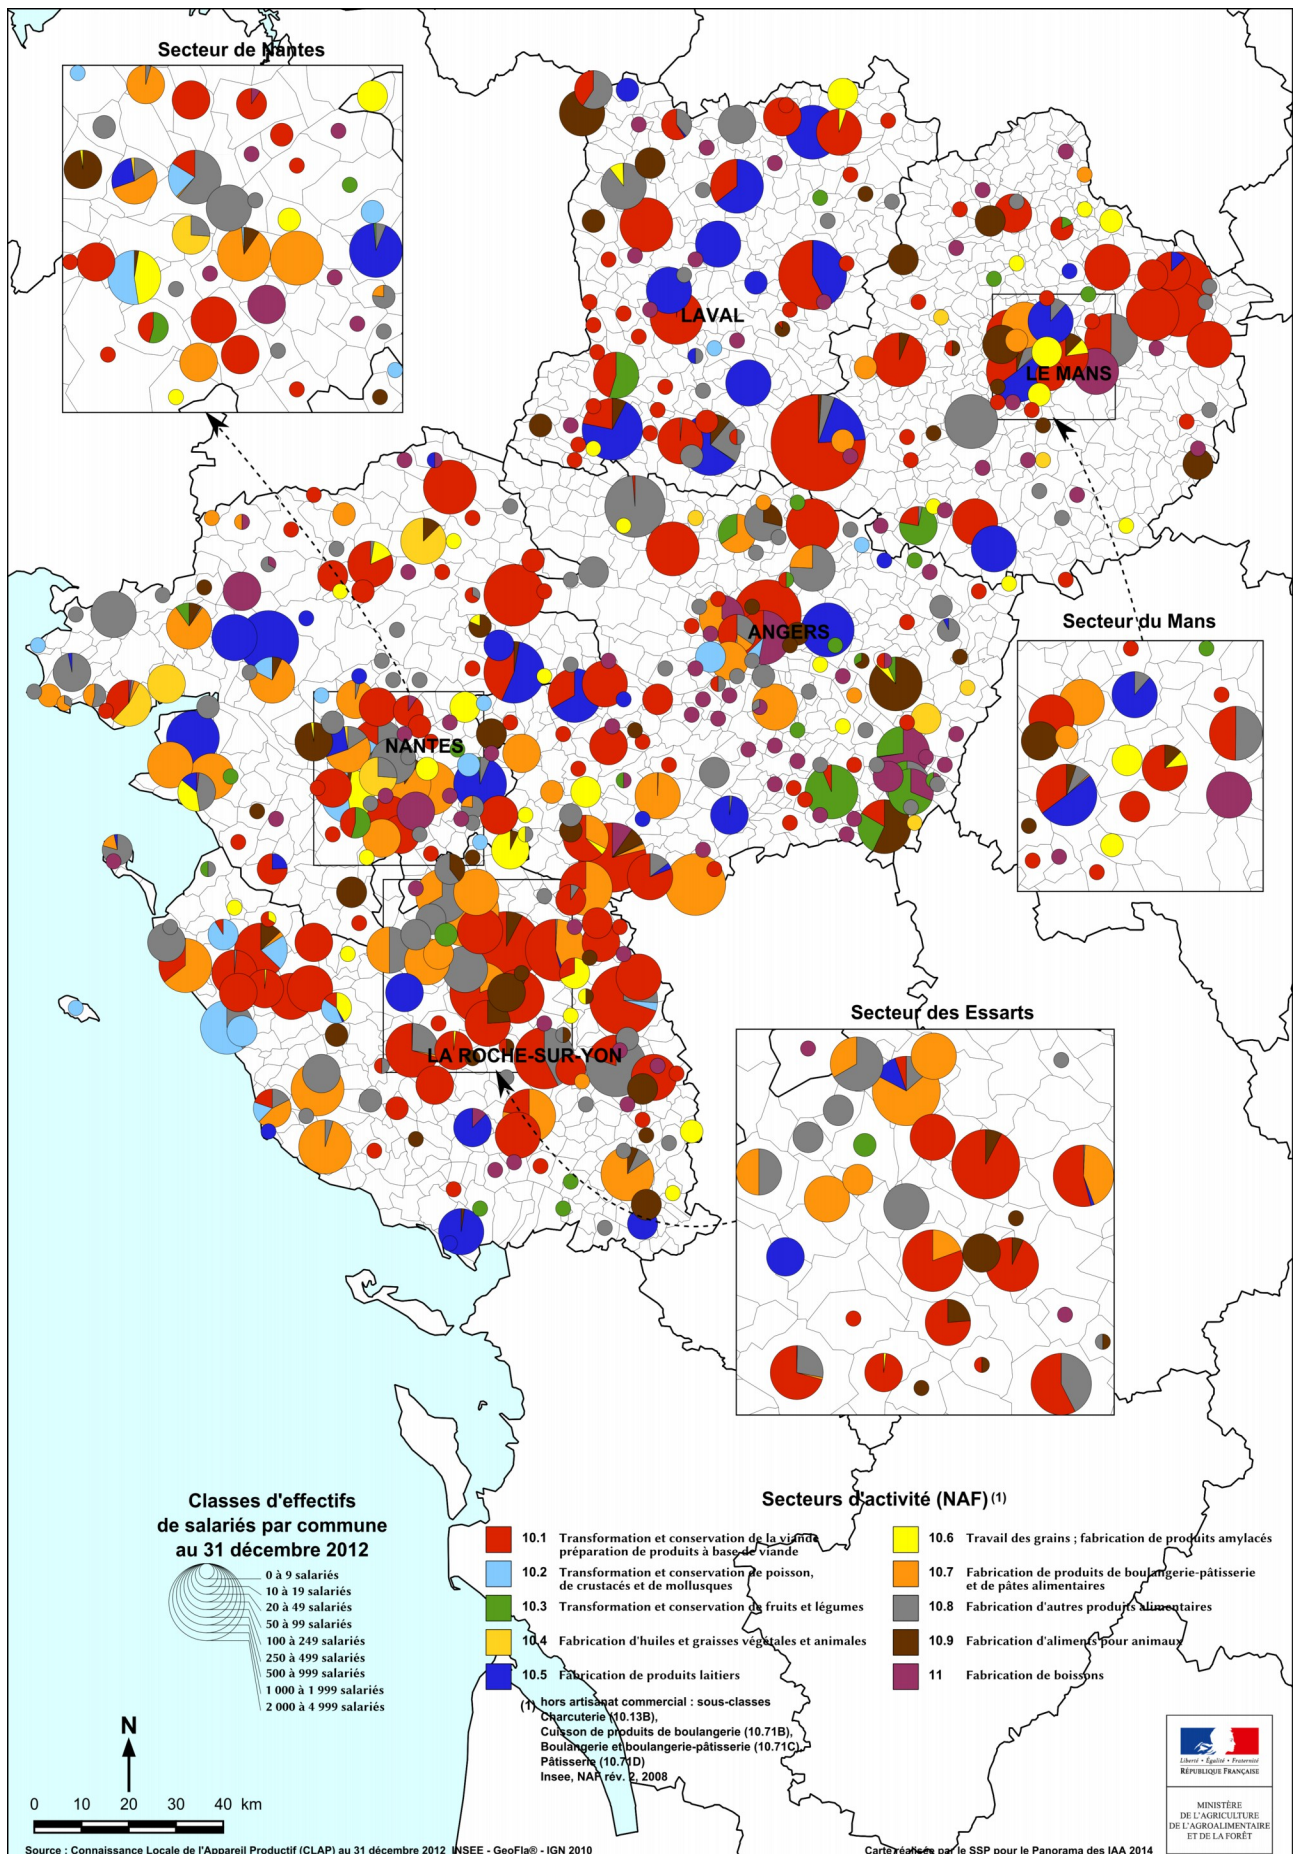 Secteur de Nantes
LAVAL
LE MANS
Secteur du Mans
ANGERS
NANTES
LA ROCHE-SUR-YON
Secteur des Essarts
Classes d'effectifs
de salariés par commune
au 31 décembre 2012
0 à 9 salariés
10 à 19 salariés
20 à 49 salariés
50 à 99 salariés
100 à 249 salariés
250 à 499 salariés
500 à 999 salariés
1 000 à 1 999 salariés
2 000 à 4 999 salariés
Secteurs d'activité (NAF) (1)
10.1 Transformation et conservation de la viande
préparation de produits à base de viande
10.2 Transformation et conservation de poisson,
de crustacés et de mollusques
10.3 Transformation et conservation de fruits et légumes
10.4 Fabrication d'huiles et graisses végétales et animales
10.5 Fabrication de produits laitiers
10.6 Travail des grains ; fabrication de produits amylacés
10.7 Fabrication de produits de boulangerie-pâtisserie
et de pâtes alimentaires
10.8 Fabrication d'autres produits alimentaires
10.9 Fabrication d'aliments pour animaux
11 Fabrication de boissons
(1) hors artisanat commercial : sous-classes
Charcuterie (10.13B),
Cuisson de produits de boulangerie (10.71B),
Boulangerie et boulangerie-pâtisserie (10.71C),
Pâtisserie (10.71D)
Insee, NAF rév. 2, 2008
N
0 10 20 30 40 km
Liberté • Égalité • Fraternité
RÉPUBLIQUE FRANÇAISE
MINISTÈRE
DE L'AGRICULTURE
DE L'AGROALIMENTAIRE
ET DE LA FORÊT
Source : Connaissance Locale de l'Appareil Productif (CLAP) au 31 décembre 2012 INSEE - GeoFla® - IGN 2010
Carte réalisée par le SSP pour le Panorama des IAA 2014